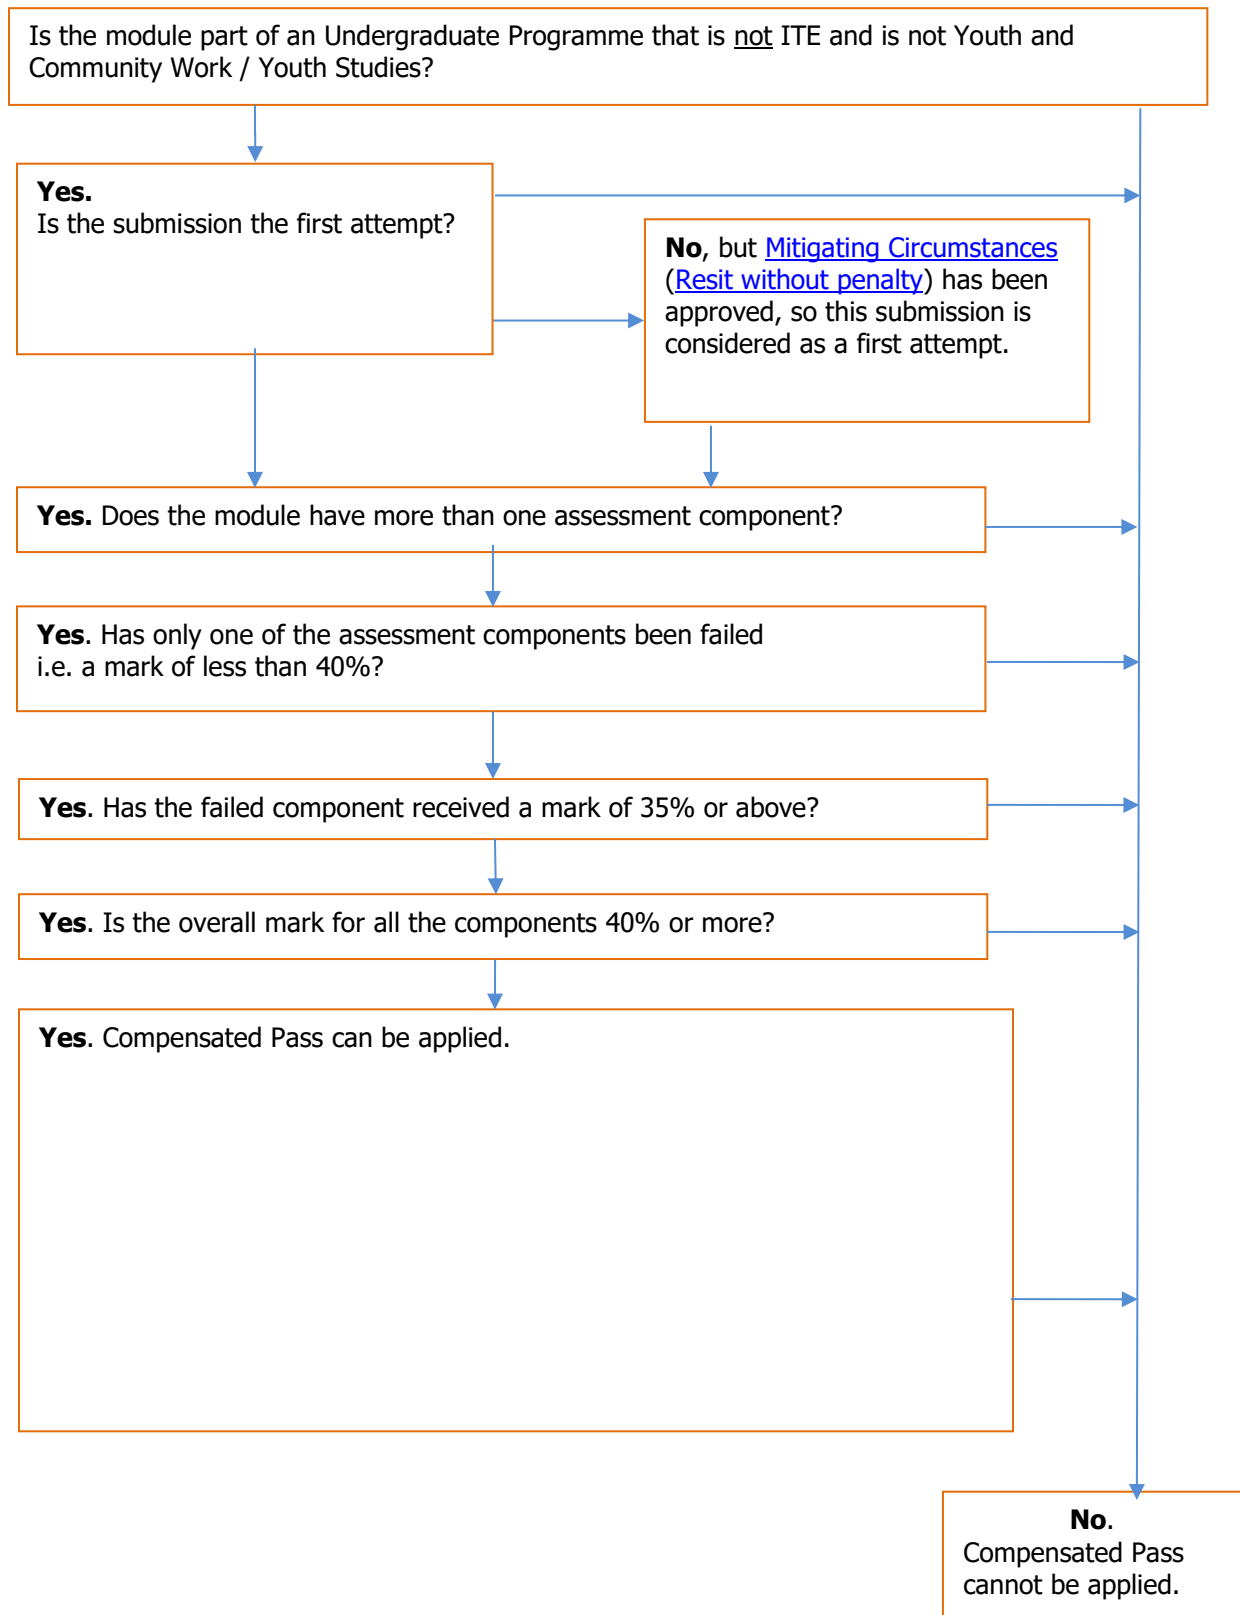 Is the module part of an Undergraduate Programme that is not ITE and is not Youth and
Community Work / Youth Studies?
Yes.
Is the submission the first attempt?
No, but Mitigating Circumstances
(Resit without penalty) has been
approved, so this submission is
considered as a first attempt.
Yes. Does the module have more than one assessment component?
Yes. Has only one of the assessment components been failed
i.e. a mark of less than 40%?
Yes. Has the failed component received a mark of 35% or above?
Yes. Is the overall mark for all the components 40% or more?
Yes. Compensated Pass can be applied.
No.
Compensated Pass
cannot be applied.